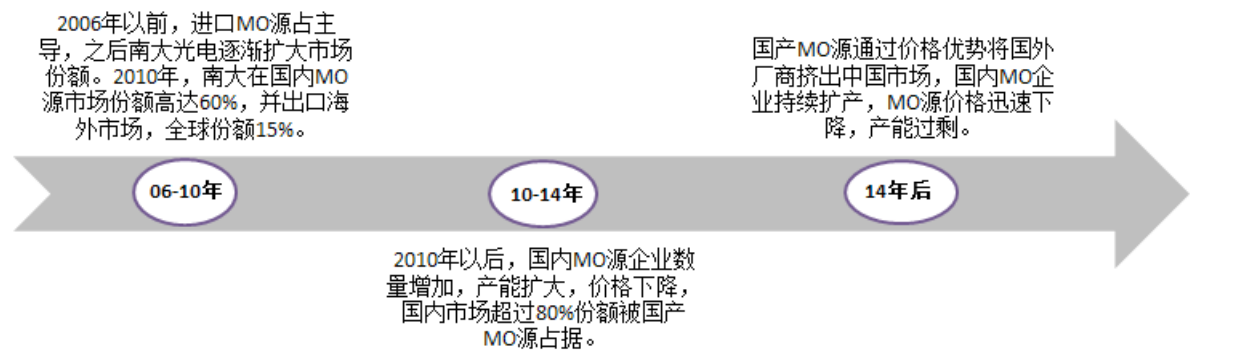 2006年以前，进口MO源占主
导，之后南大光电逐渐扩大市场
份额。2010年，南大在国内MO
源市场份额高达60%，并出口海
外市场，全球份额15%。
国产MO源通过价格优势将国外
厂商挤出中国市场，国内MO企
业持续扩产，MO源价格迅速下
降，产能过剩。
06-10年
10-14年
14年后
2010年以后，国内MO源企业数
量增加，产能扩大，价格下降，
国内市场超过80%份额被国产
MO源占据。